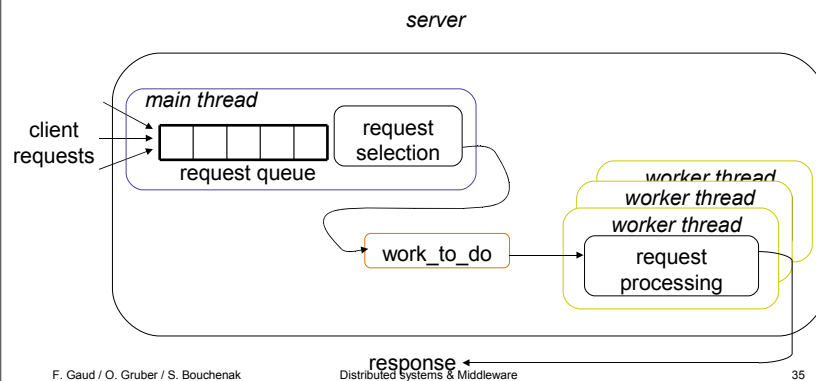 server
main thread
client
requests
request
selection
request queue
worker thread
worker thread
worker thread
work_to_do
request
processing
response
F. Gaud / O. Gruber / S. Bouchenak
Distributed systems & Middleware
35